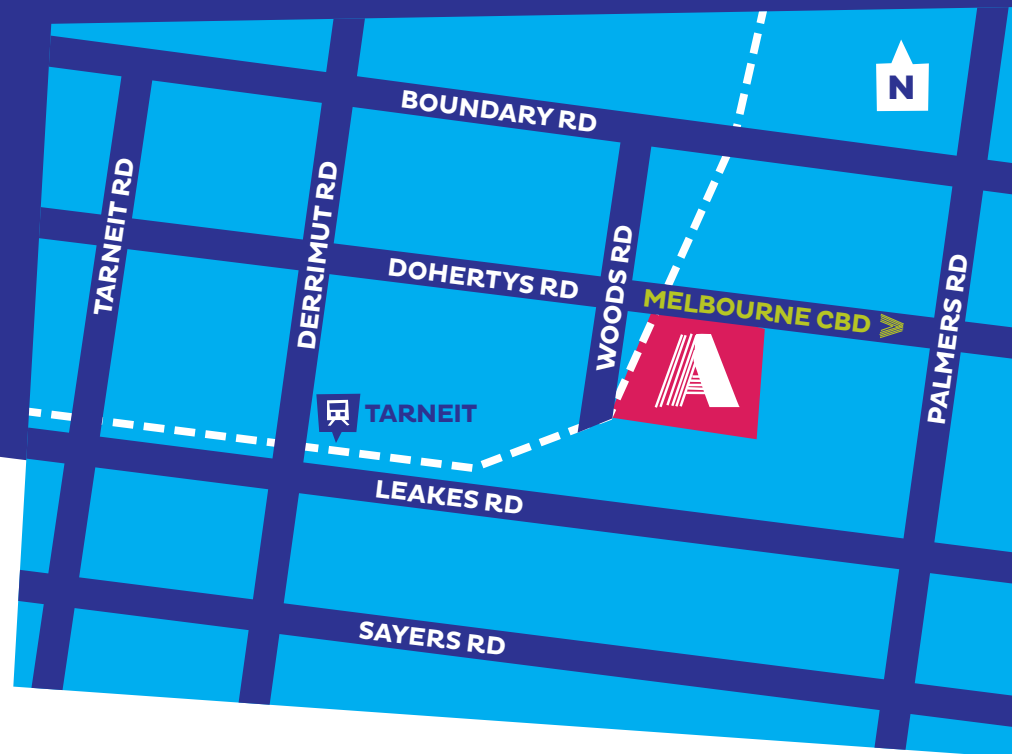 N
BOUNDARY RD
TARNEIT RD
DERRIMUT RD
WOODS RD
PALMERS RD
DOHERTYS RD
MELBOURNE CBD
A
TARNEIT
LEAKES RD
SAYERS RD